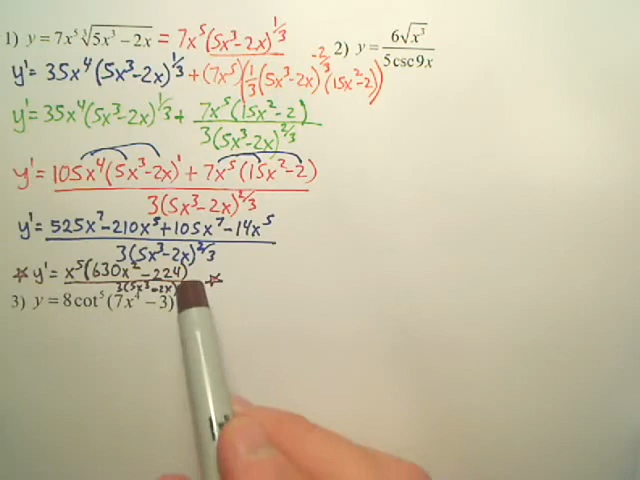 1) y = 7x⁵ ∛(5x³ − 2x) = 7x⁵(5x³−2x)^(1/3)
y' = 35x⁴(5x³−2x)^(1/3) + (7x⁵)(1/3(5x³−2x)^(−2/3)(15x²−2))
y' = 35x⁴(5x³−2x)^(1/3) + 7x⁵(15x²−2) / 3(5x³−2x)^(2/3)
y' = 105x⁴(5x³−2x)¹ + 7x⁵(15x²−2) / 3(5x³−2x)^(2/3)
y' = 525x⁷−210x⁵+105x⁷−14x⁵ / 3(5x³−2x)^(2/3)
☆ y' = x⁵(630x²−224) / 3(5x³−2x) ☆
3) y = 8cot⁵(7x⁴ − 3)
2) y = 6√x³ / 5csc9x